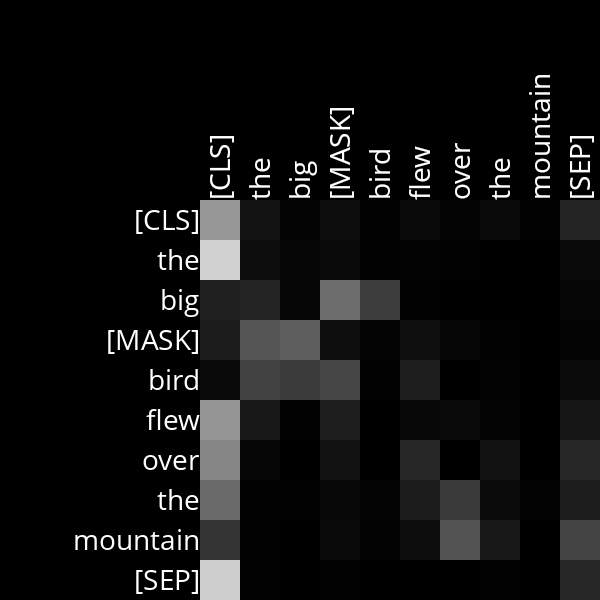 [CLS] the big [MASK] bird flew over the mountain [SEP]
[CLS]
the
big
[MASK]
bird
flew
over
the
mountain
[SEP]